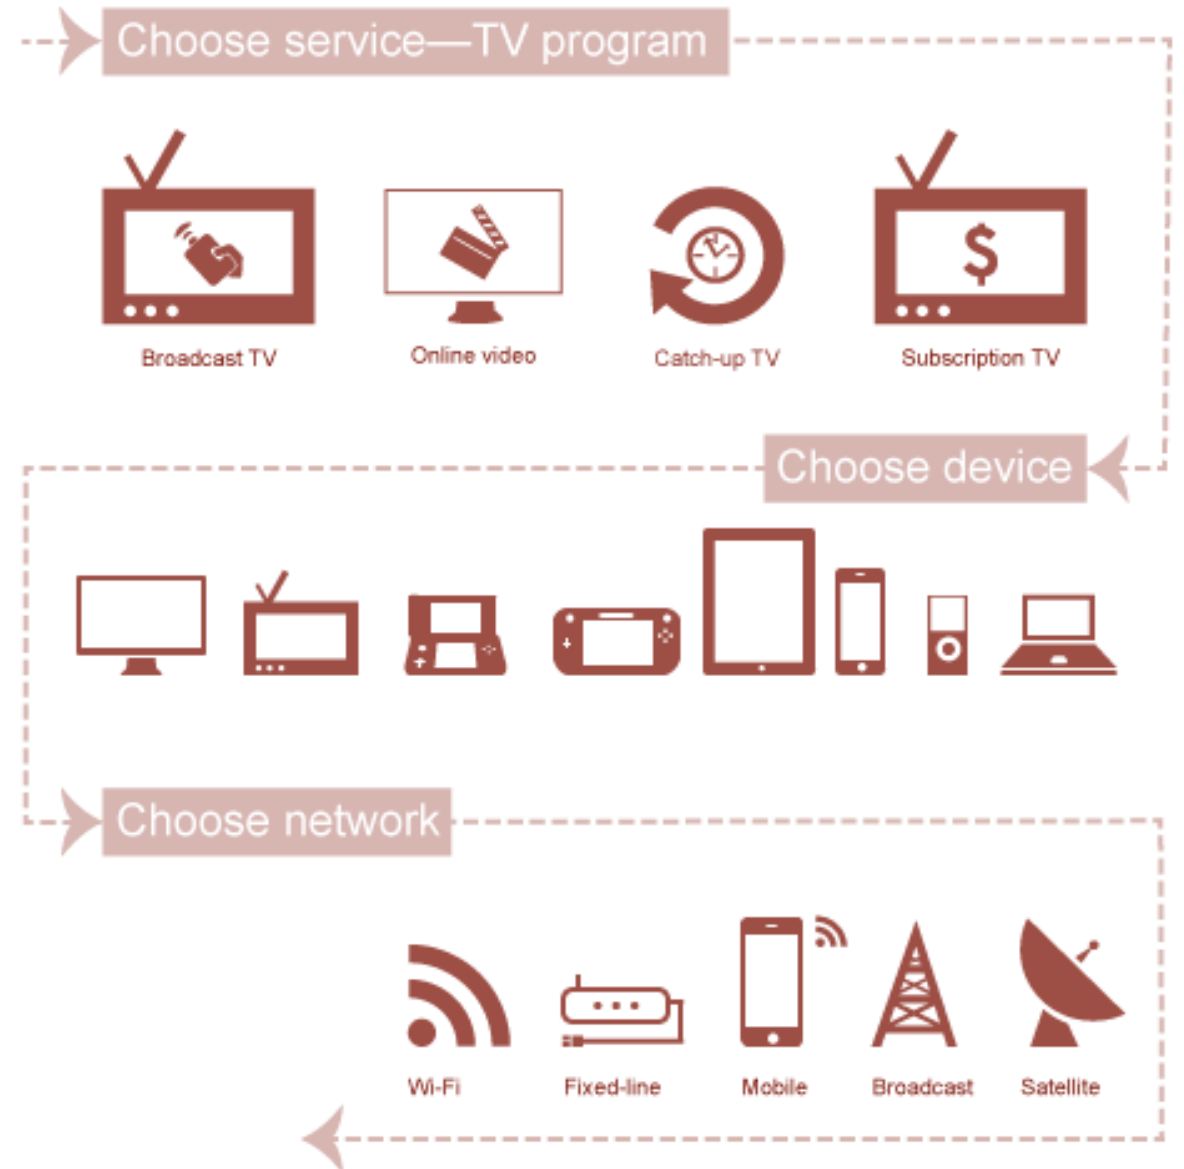 Choose service—TV program
Broadcast TV
Online video
Catch-up TV
Subscription TV
Choose device
Choose network
Wi-Fi
Fixed-line
Mobile
Broadcast
Satellite